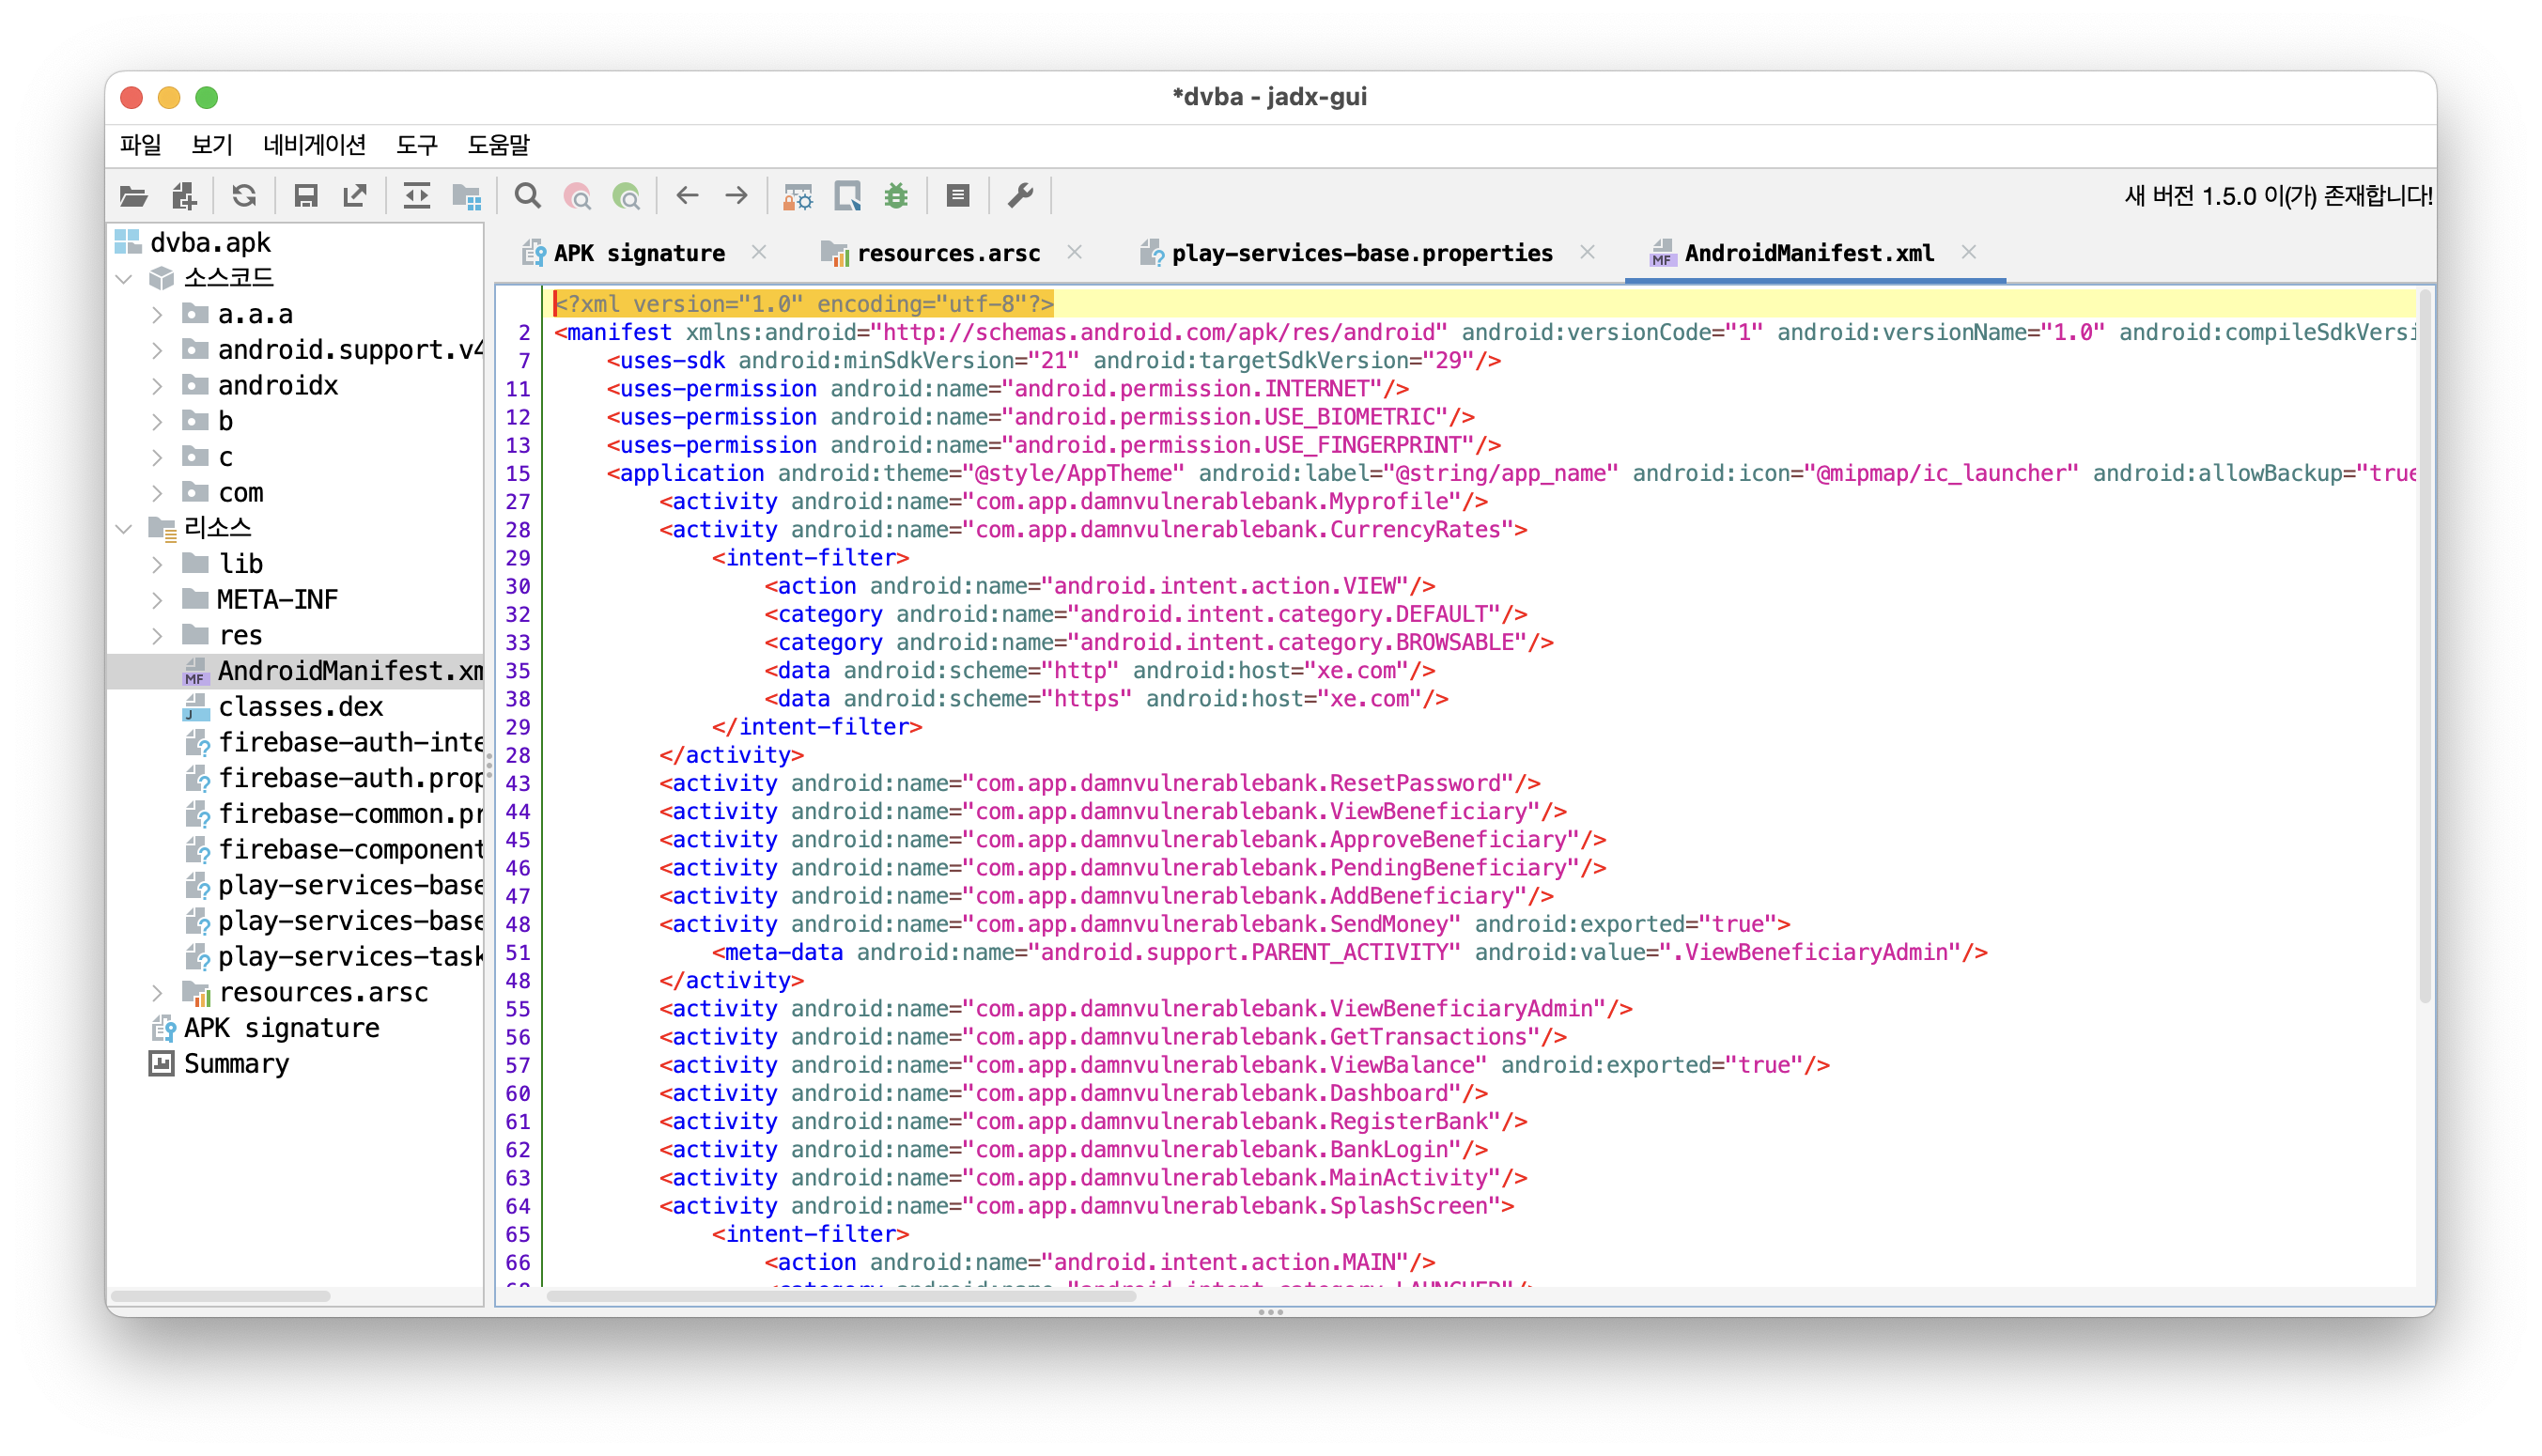 *dvba - jadx-gui
파일 보기 네비게이션 도구 도움말
새 버전 1.5.0 이(가) 존재합니다!
dvba.apk
소스코드
a.a.a
android.support.v4
androidx
b
c
com
리소스
lib
META-INF
res
AndroidManifest.xm
classes.dex
firebase-auth-inte
firebase-auth.prop
firebase-common.pr
firebase-component
play-services-base
play-services-base
play-services-task
resources.arsc
APK signature
Summary
APK signature resources.arsc play-services-base.properties AndroidManifest.xml
<?xml version="1.0" encoding="utf-8"?>
2 <manifest xmlns:android="http://schemas.android.com/apk/res/android" android:versionCode="1" android:versionName="1.0" android:compileSdkVersi
7 <uses-sdk android:minSdkVersion="21" android:targetSdkVersion="29"/>
11 <uses-permission android:name="android.permission.INTERNET"/>
12 <uses-permission android:name="android.permission.USE_BIOMETRIC"/>
13 <uses-permission android:name="android.permission.USE_FINGERPRINT"/>
15 <application android:theme="@style/AppTheme" android:label="@string/app_name" android:icon="@mipmap/ic_launcher" android:allowBackup="true
27 <activity android:name="com.app.damnvulnerablebank.Myprofile"/>
28 <activity android:name="com.app.damnvulnerablebank.CurrencyRates">
29 <intent-filter>
30 <action android:name="android.intent.action.VIEW"/>
32 <category android:name="android.intent.category.DEFAULT"/>
33 <category android:name="android.intent.category.BROWSABLE"/>
35 <data android:scheme="http" android:host="xe.com"/>
38 <data android:scheme="https" android:host="xe.com"/>
29 </intent-filter>
28 </activity>
43 <activity android:name="com.app.damnvulnerablebank.ResetPassword"/>
44 <activity android:name="com.app.damnvulnerablebank.ViewBeneficiary"/>
45 <activity android:name="com.app.damnvulnerablebank.ApproveBeneficiary"/>
46 <activity android:name="com.app.damnvulnerablebank.PendingBeneficiary"/>
47 <activity android:name="com.app.damnvulnerablebank.AddBeneficiary"/>
48 <activity android:name="com.app.damnvulnerablebank.SendMoney" android:exported="true">
51 <meta-data android:name="android.support.PARENT_ACTIVITY" android:value=".ViewBeneficiaryAdmin"/>
48 </activity>
55 <activity android:name="com.app.damnvulnerablebank.ViewBeneficiaryAdmin"/>
56 <activity android:name="com.app.damnvulnerablebank.GetTransactions"/>
57 <activity android:name="com.app.damnvulnerablebank.ViewBalance" android:exported="true"/>
60 <activity android:name="com.app.damnvulnerablebank.Dashboard"/>
61 <activity android:name="com.app.damnvulnerablebank.RegisterBank"/>
62 <activity android:name="com.app.damnvulnerablebank.BankLogin"/>
63 <activity android:name="com.app.damnvulnerablebank.MainActivity"/>
64 <activity android:name="com.app.damnvulnerablebank.SplashScreen">
65 <intent-filter>
66 <action android:name="android.intent.action.MAIN"/>